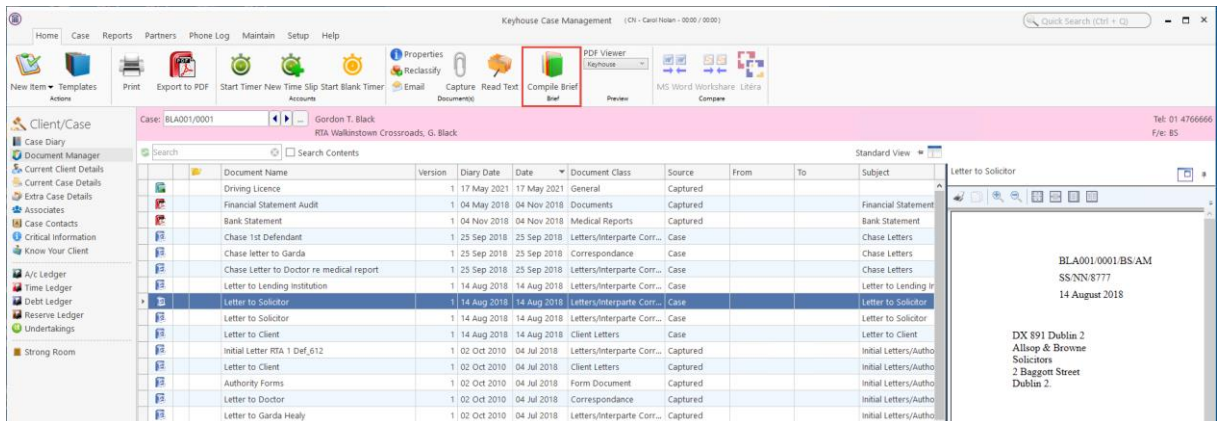 Keyhouse Case Management (CN - Carol Nolan - 0000 / 0000)
Quick Search (Ctrl + Q)
Home Case Reports Partners Phone Log Maintain Setup Help
New Item Templates
Actions
Print
Export to PDF
Start Timer New Time Slip Start Blank Timer
Accounts
Properties
Reclassify
Email
Capture Read Text
Document(s)
Compile Brief
Brief
PDF Viewer
Keyhouse
Preview
MS Word Workshare Litéra
Compare
Client/Case
Case Diary
Document Manager
Current Client Details
Current Case Details
Extra Case Details
Associates
Case Contacts
Critical Information
Know Your Client
A/c Ledger
Time Ledger
Debt Ledger
Reserve Ledger
Undertakings
Strong Room
Case: BLA001/0001 ... Gordon T. Black Tel: 01 4766666
RTA Walkinstown Crossroads, G. Black F/e: BS
Search Search Contents Standard View
Document Name Version Diary Date Date Document Class Source From To Subject
Driving Licence 1 17 May 2021 17 May 2021 General Captured
Financial Statement Audit 1 04 May 2018 04 Nov 2018 Documents Captured Financial Statement
Bank Statement 1 04 Nov 2018 04 Nov 2018 Medical Reports Captured Bank Statement
Chase 1st Defendant 1 25 Sep 2018 25 Sep 2018 Letters/Interparte Corr... Case Chase Letters
Chase letter to Garda 1 25 Sep 2018 25 Sep 2018 Correspondance Case Chase Letters
Chase Letter to Doctor re medical report 1 25 Sep 2018 25 Sep 2018 Letters/Interparte Corr... Case Chase Letters
Letter to Lending Institution 1 14 Aug 2018 14 Aug 2018 Letters/Interparte Corr... Case Letter to Lending Ir
Letter to Solicitor 1 14 Aug 2018 14 Aug 2018 Letters/Interparte Corr... Case Letter to Solicitor
Letter to Solicitor 1 14 Aug 2018 14 Aug 2018 Letters/Interparte Corr... Case Letter to Solicitor
Letter to Client 1 14 Aug 2018 14 Aug 2018 Client Letters Case Letter to Client
Initial Letter RTA 1 Def_612 1 02 Oct 2010 04 Jul 2018 Letters/Interparte Corr... Captured Initial Letters/Autho
Letter to Client 1 02 Oct 2010 04 Jul 2018 Client Letters Captured Initial Letters/Autho
Authority Forms 1 02 Oct 2010 04 Jul 2018 Form Document Captured Initial Letters/Autho
Letter to Doctor 1 02 Oct 2010 04 Jul 2018 Correspondance Captured Initial Letters/Autho
Letter to Garda Healy 1 02 Oct 2010 04 Jul 2018 Letters/Interparte Corr... Captured Initial Letters/Autho
Letter to Solicitor
BLA001/0001/BS/AM
SS/NN/8777
14 August 2018
DX 891 Dublin 2
Allsop & Browne
Solicitors
2 Baggott Street
Dublin 2.